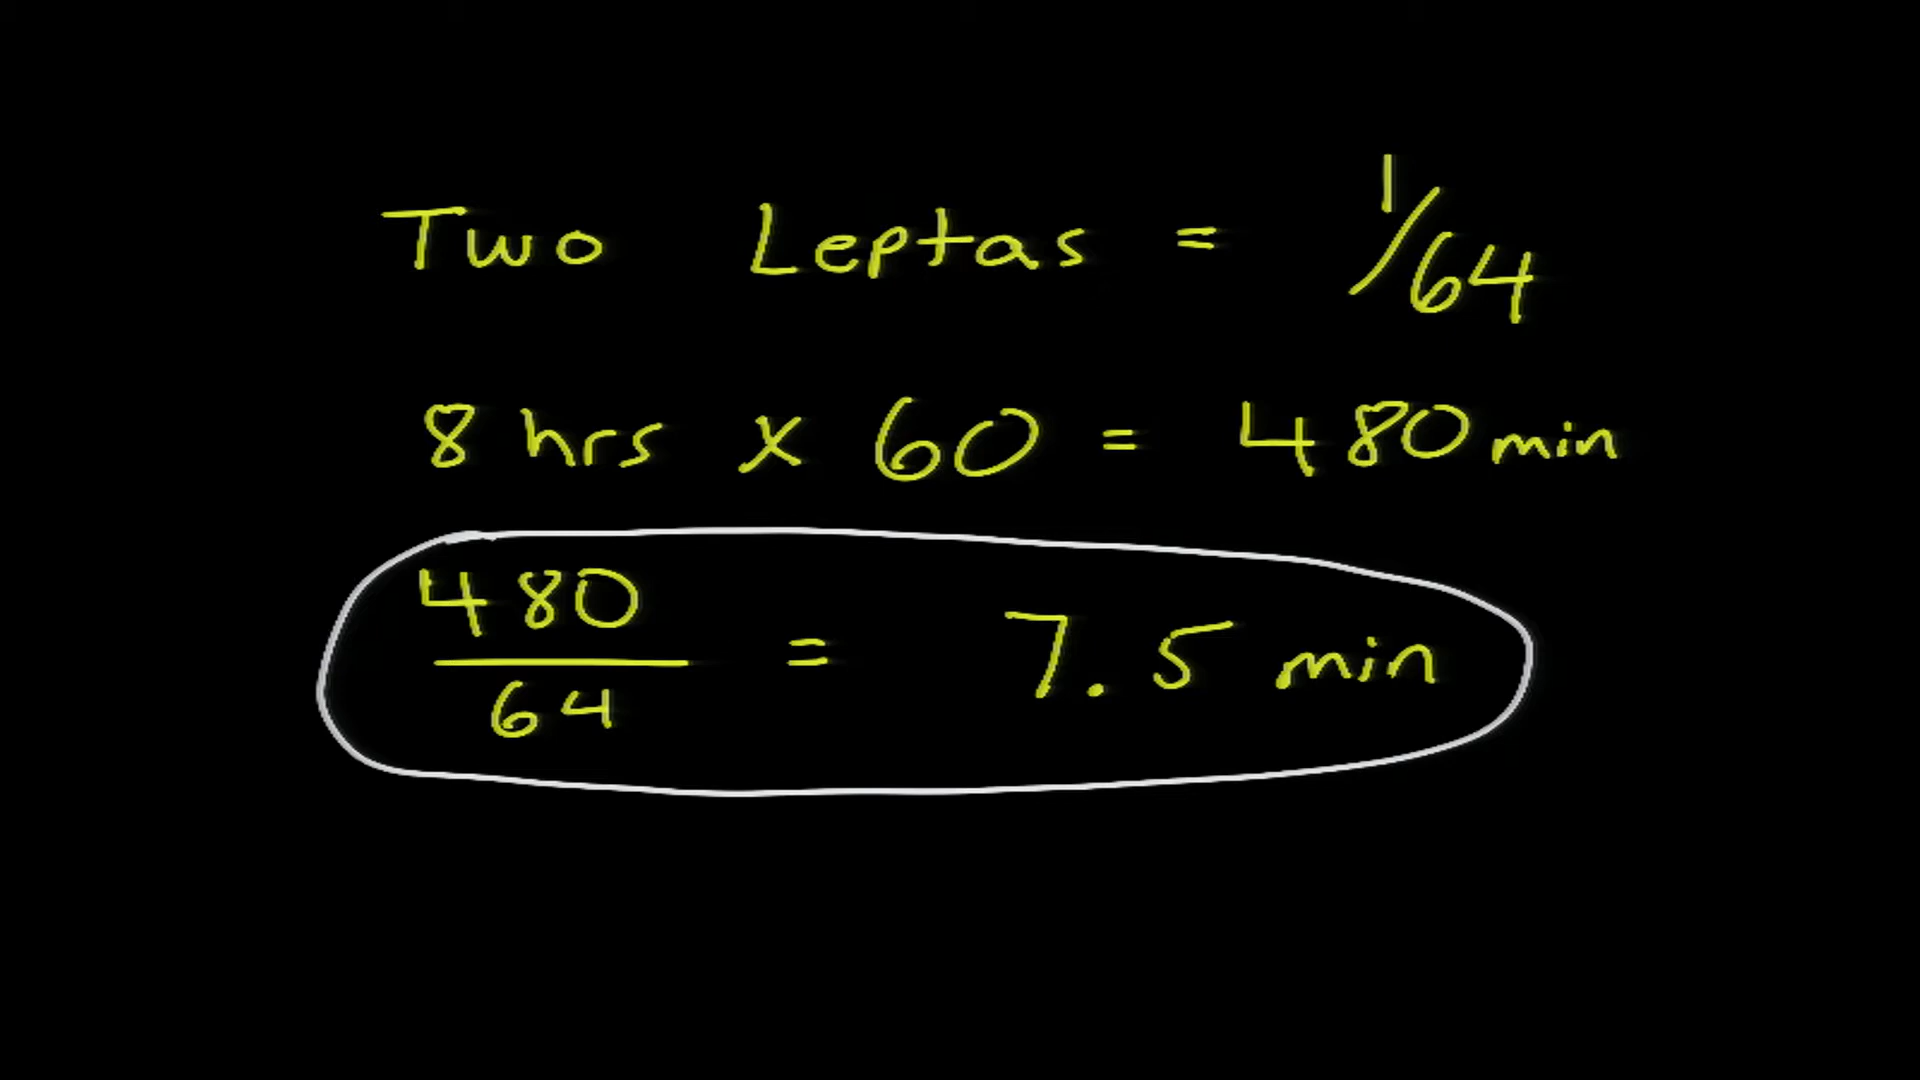 Two Leptas = 1/64
8 hrs x 60 = 480 min
480
64
= 7.5 min